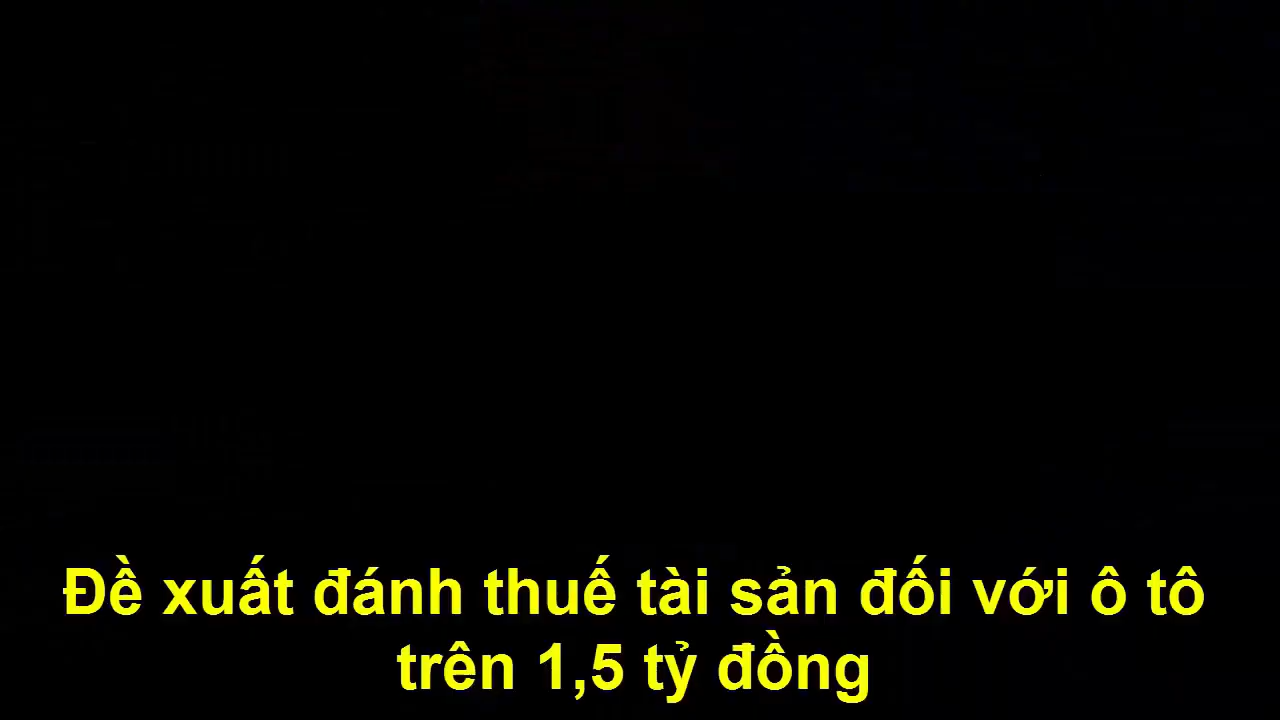 Đề xuất đánh thuế tài sản đối với ô tô
trên 1,5 tỷ đồng